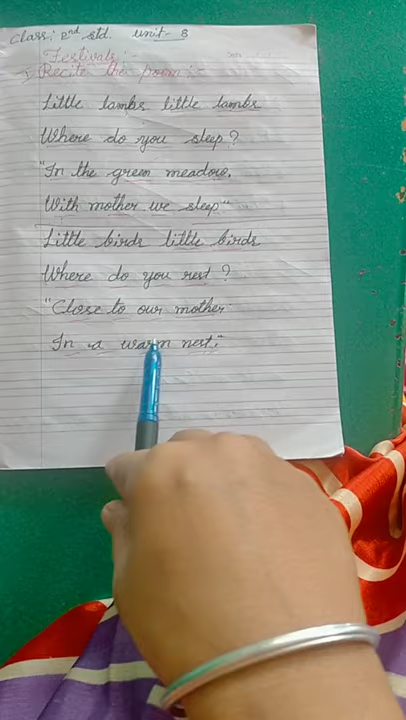 Class: 2nd std. unit- 3
Festivals:-
1) Recite the poem:-
Little lambs little lambs
Where do you sleep?
"In the green meadow.
With mother we sleep"
Little birds little birds
Where do you rest?
"Close to our mother
In a warm nest."